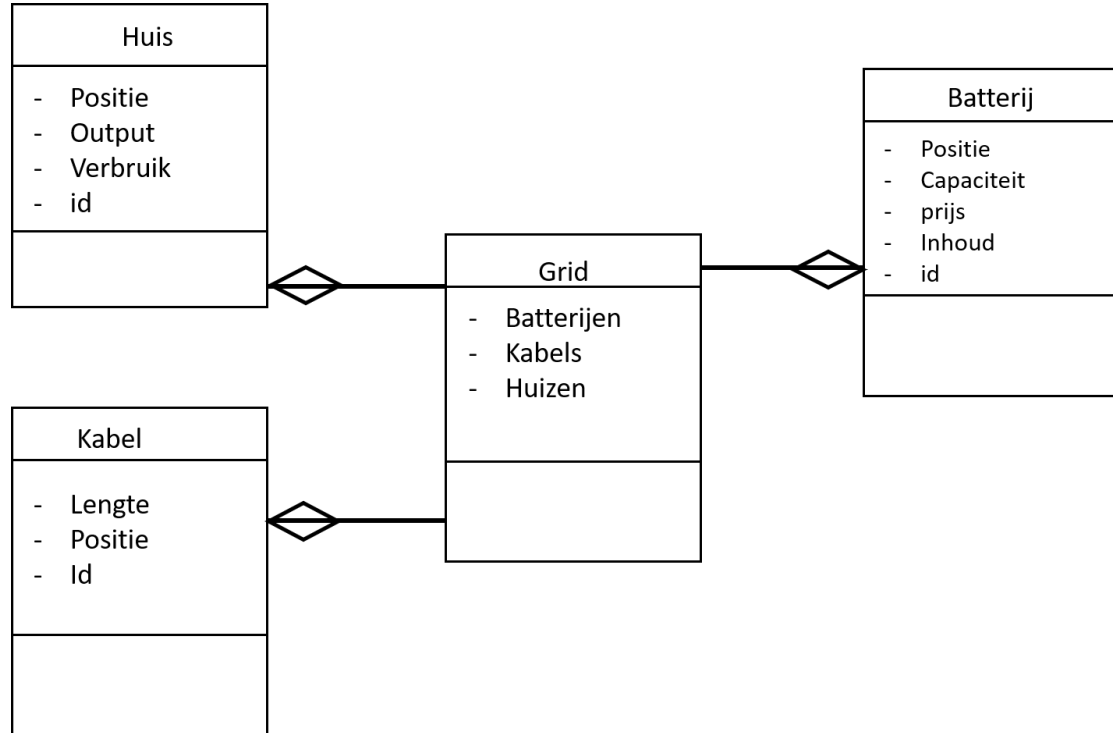 Huis
- Positie
- Output
- Verbruik
- id
Batterij
- Positie
- Capaciteit
- prijs
- Inhoud
- id
Grid
- Batterijen
- Kabels
- Huizen
Kabel
- Lengte
- Positie
- Id